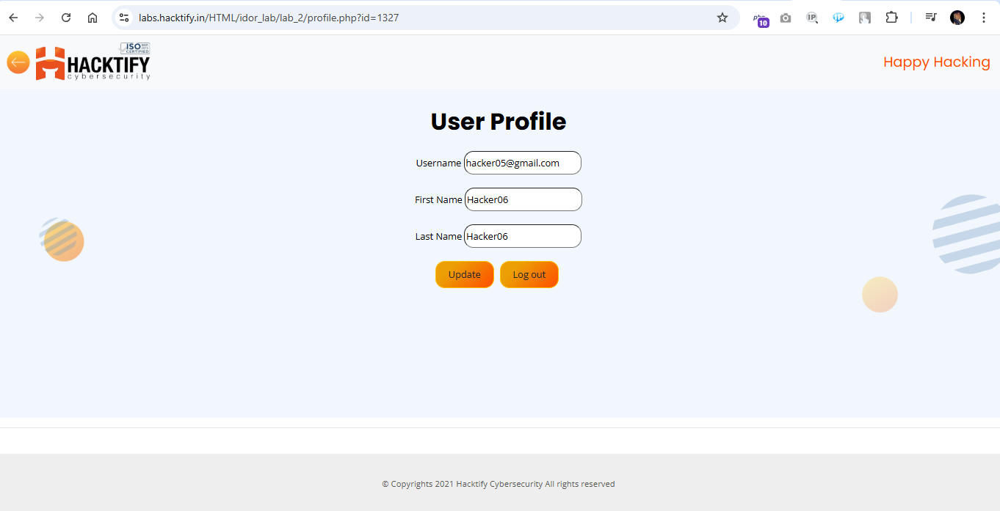 labs.hacktify.in/HTML/idor_lab/lab_2/profile.php?id=1327
10
IP
ISO
CERTIFIED
HACKTIFY
cybersecurity
Happy Hacking
User Profile
Username hacker05@gmail.com
First Name Hacker06
Last Name Hacker06
Update Log out
© Copyrights 2021 Hacktify Cybersecurity All rights reserved